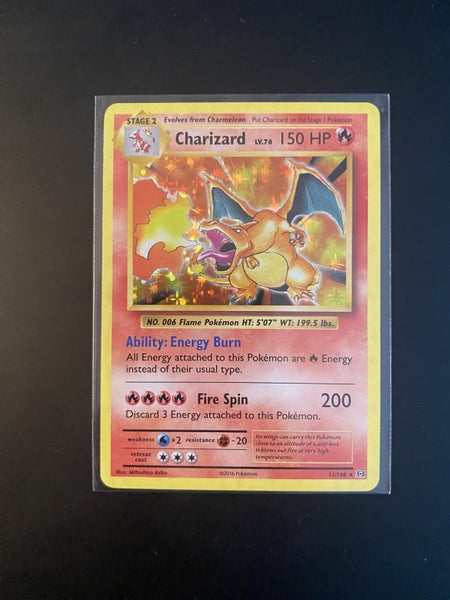 STAGE 2 Evolves from Charmeleon Put Charizard on the Stage 1 Pokémon
Charizard LV.76 150 HP
NO. 006 Flame Pokémon HT: 5'07" WT: 199.5 lbs.
Ability: Energy Burn
All Energy attached to this Pokémon are Energy
instead of their usual type.
Fire Spin 200
Discard 3 Energy attached to this Pokémon.
weakness ×2 resistance -20
retreat
cost
Its wings can carry this Pokémon
close to an altitude of 4,600 feet.
It blows out fire at very high
temperatures.
Illus. Mitsuhiro Arita ©2016 Pokémon 11/108 ★